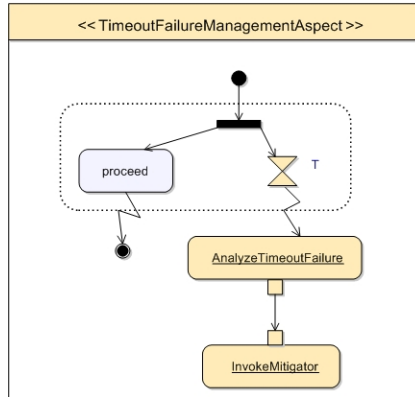 << TimeoutFailureManagementAspect >>
proceed
T
AnalyzeTimeoutFailure
InvokeMitigator